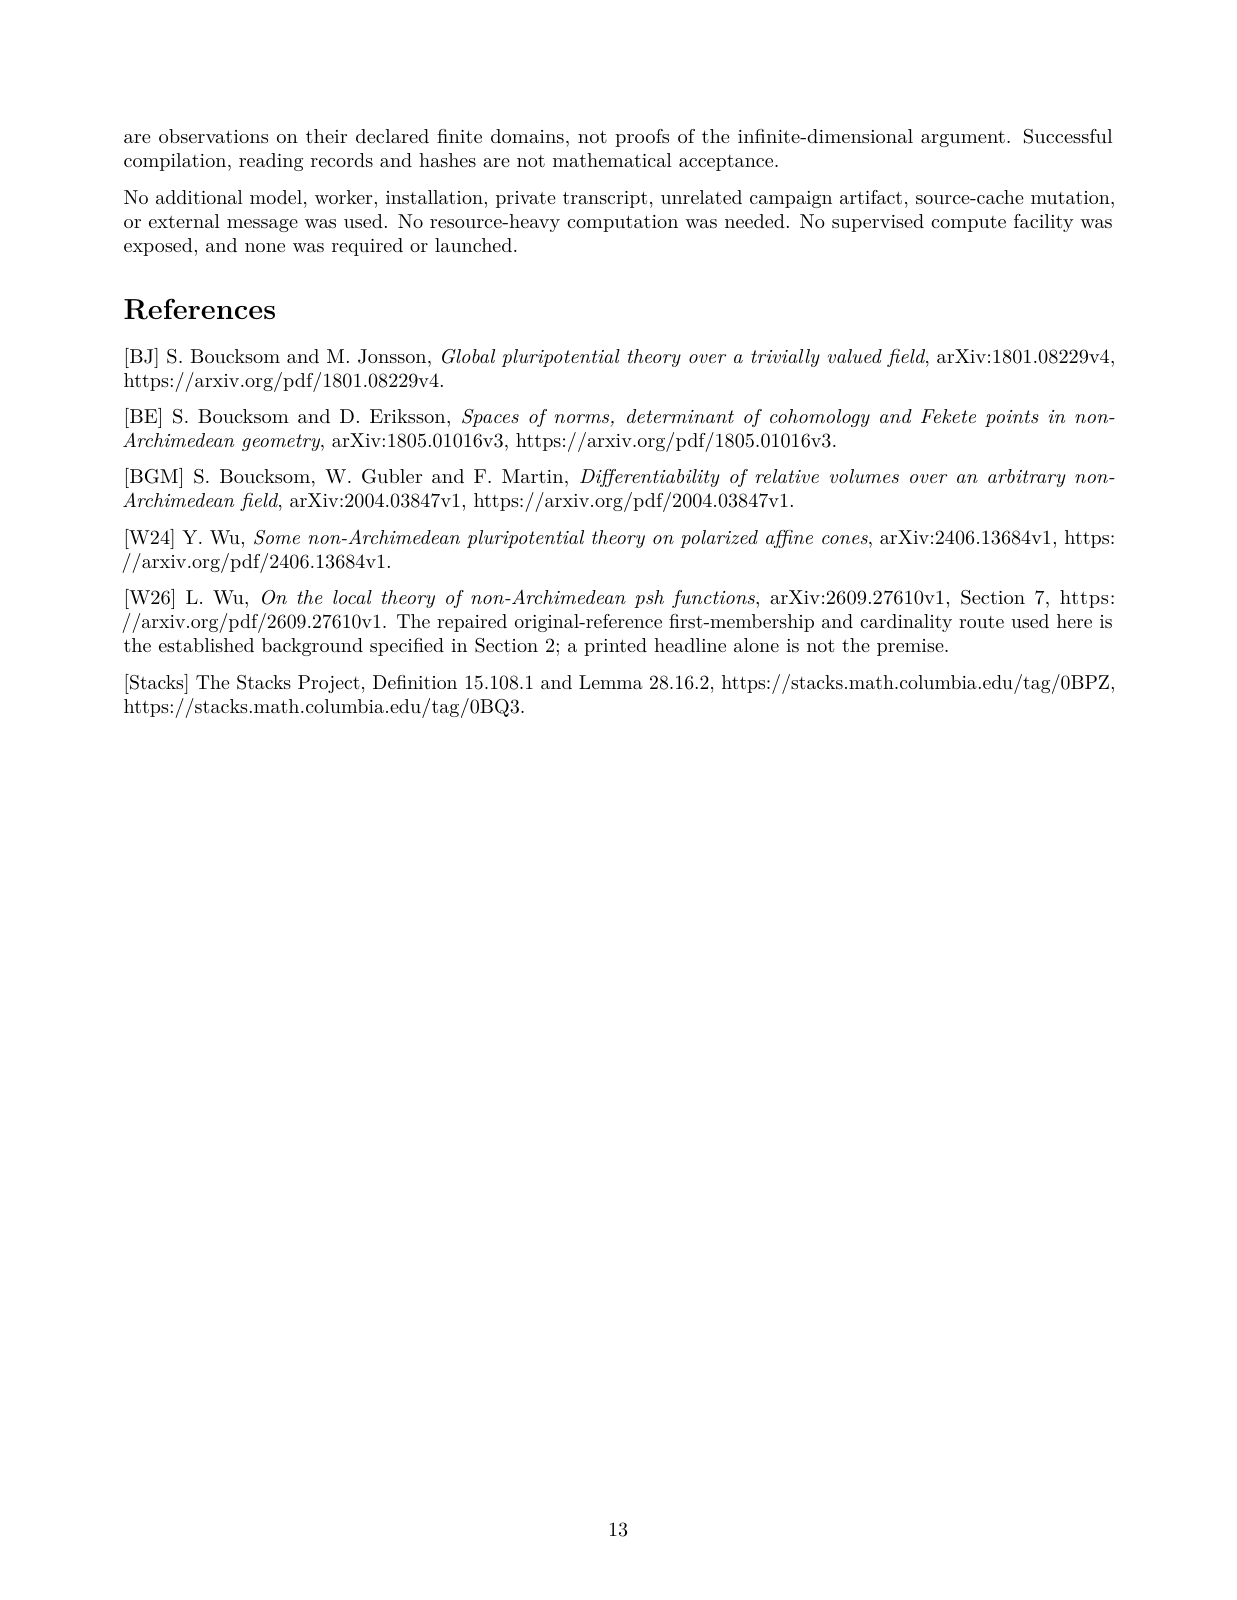 are observations on their declared finite domains, not proofs of the infinite-dimensional argument. Successful
compilation, reading records and hashes are not mathematical acceptance.
No additional model, worker, installation, private transcript, unrelated campaign artifact, source-cache mutation,
or external message was used. No resource-heavy computation was needed. No supervised compute facility was
exposed, and none was required or launched.
References
[BJ] S. Boucksom and M. Jonsson, Global pluripotential theory over a trivially valued field, arXiv:1801.08229v4,
https://arxiv.org/pdf/1801.08229v4.
[BE] S. Boucksom and D. Eriksson, Spaces of norms, determinant of cohomology and Fekete points in non-
Archimedean geometry, arXiv:1805.01016v3, https://arxiv.org/pdf/1805.01016v3.
[BGM] S. Boucksom, W. Gubler and F. Martin, Differentiability of relative volumes over an arbitrary non-
Archimedean field, arXiv:2004.03847v1, https://arxiv.org/pdf/2004.03847v1.
[W24] Y. Wu, Some non-Archimedean pluripotential theory on polarized affine cones, arXiv:2406.13684v1, https:
//arxiv.org/pdf/2406.13684v1.
[W26] L. Wu, On the local theory of non-Archimedean psh functions, arXiv:2609.27610v1, Section 7, https:
//arxiv.org/pdf/2609.27610v1. The repaired original-reference first-membership and cardinality route used here is
the established background specified in Section 2; a printed headline alone is not the premise.
[Stacks] The Stacks Project, Definition 15.108.1 and Lemma 28.16.2, https://stacks.math.columbia.edu/tag/0BPZ,
https://stacks.math.columbia.edu/tag/0BQ3.
13